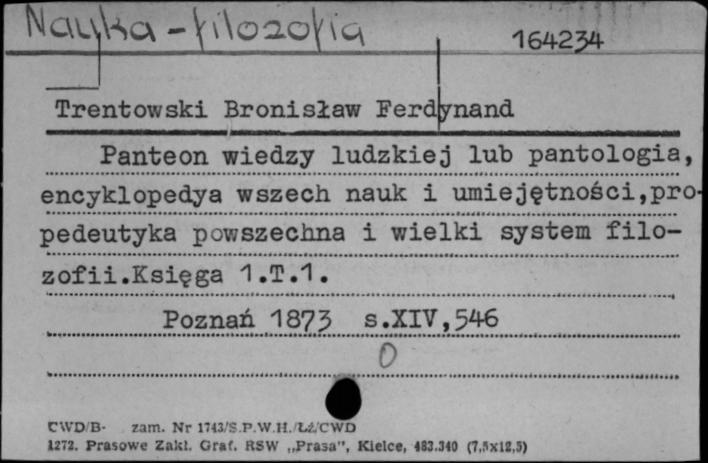 Nauka - filozofia
164234
Trentowski Bronisław Ferdynand
Panteon wiedzy ludzkiej lub pantologia,
encyklopedya wszech nauk i umiejętności,pro-
pedeutyka powszechna i wielki system filo-
zofii.Księga 1.T.1.
Poznań 1873 s.XIV,546
0
CWD/B- zam. Nr 1743/S.P.W.H./Łź/CWD
1272. Prasowe Zakł. Graf. RSW „Prasa", Kielce, 483.340 (7,5x12,5)